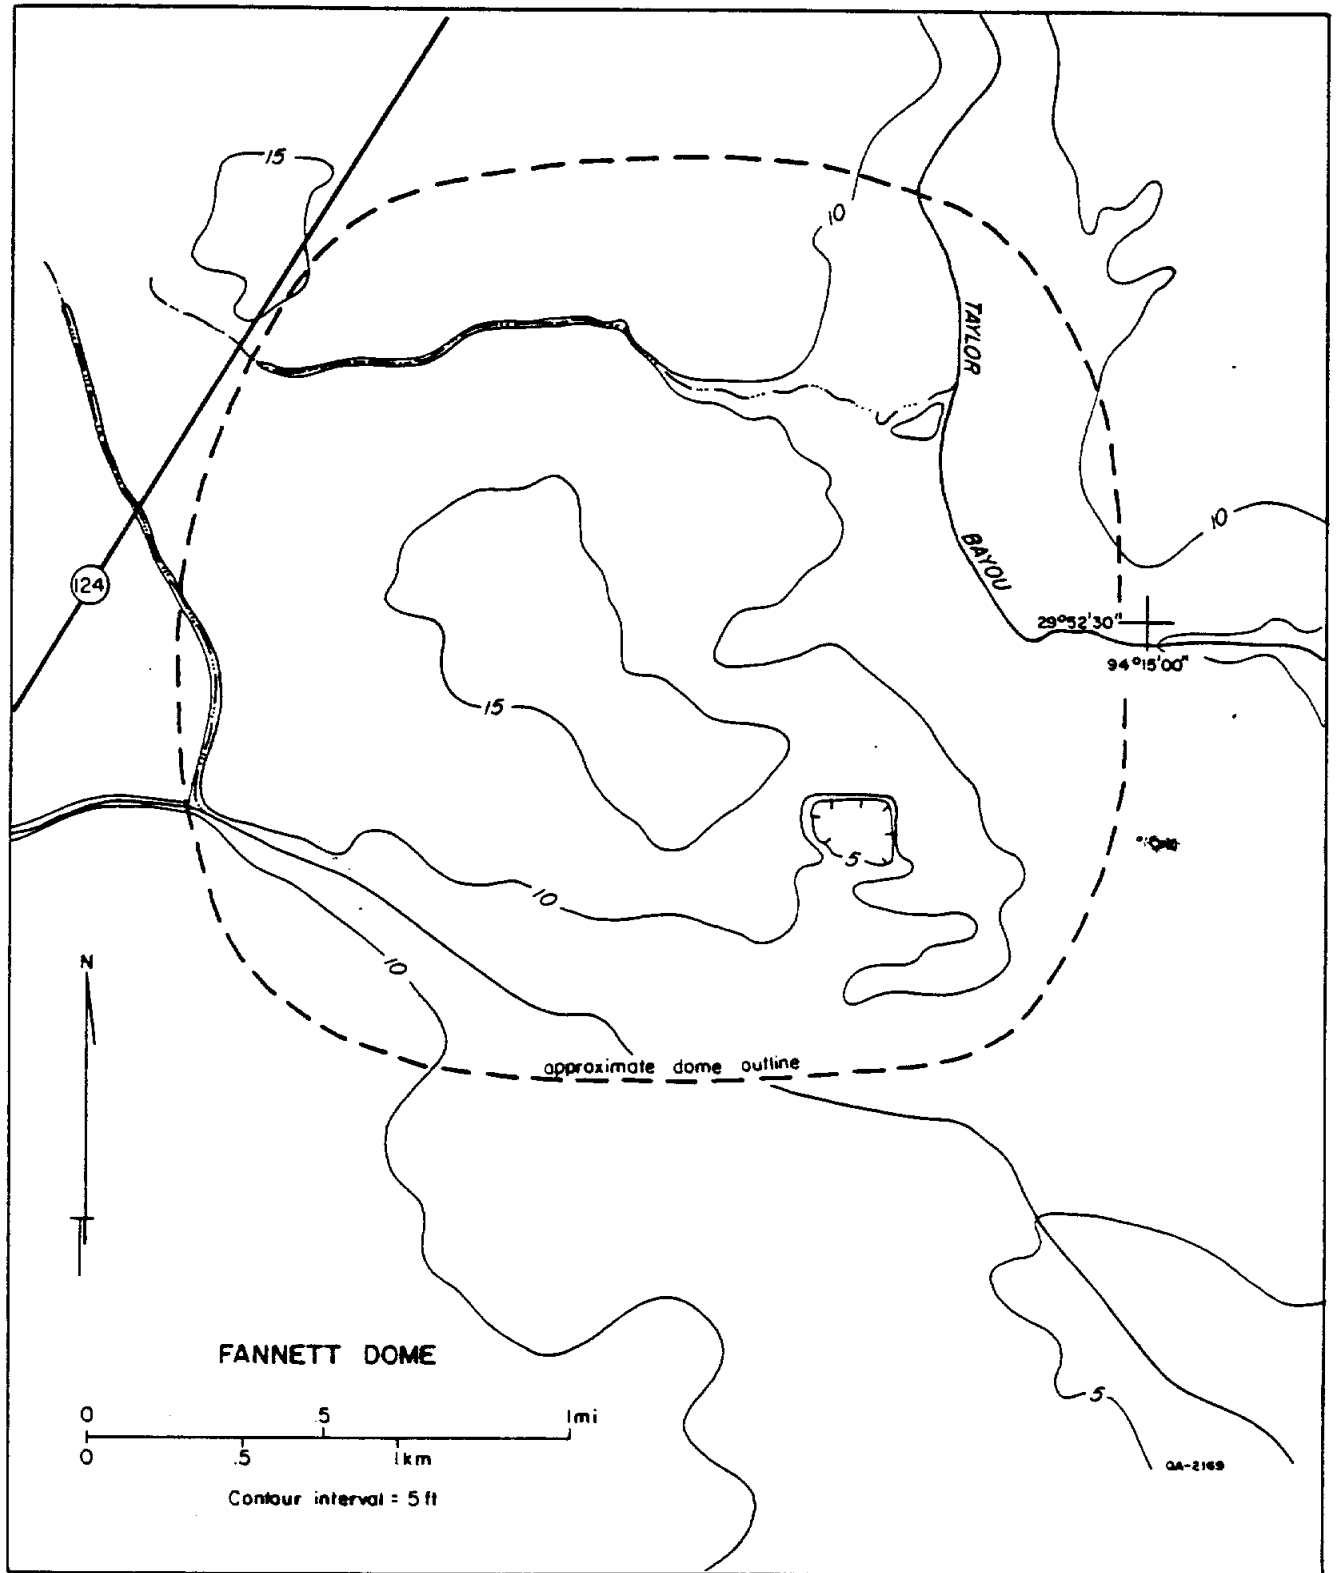 15
10
TAYLOR
10
BAYOU
124
29°52'30"
94°15'00"
15
5
10
10
N
approximate dome outline
FANNETT DOME
0 .5 1mi
0 .5 1km
Contour interval = 5 ft
5
QA-2169